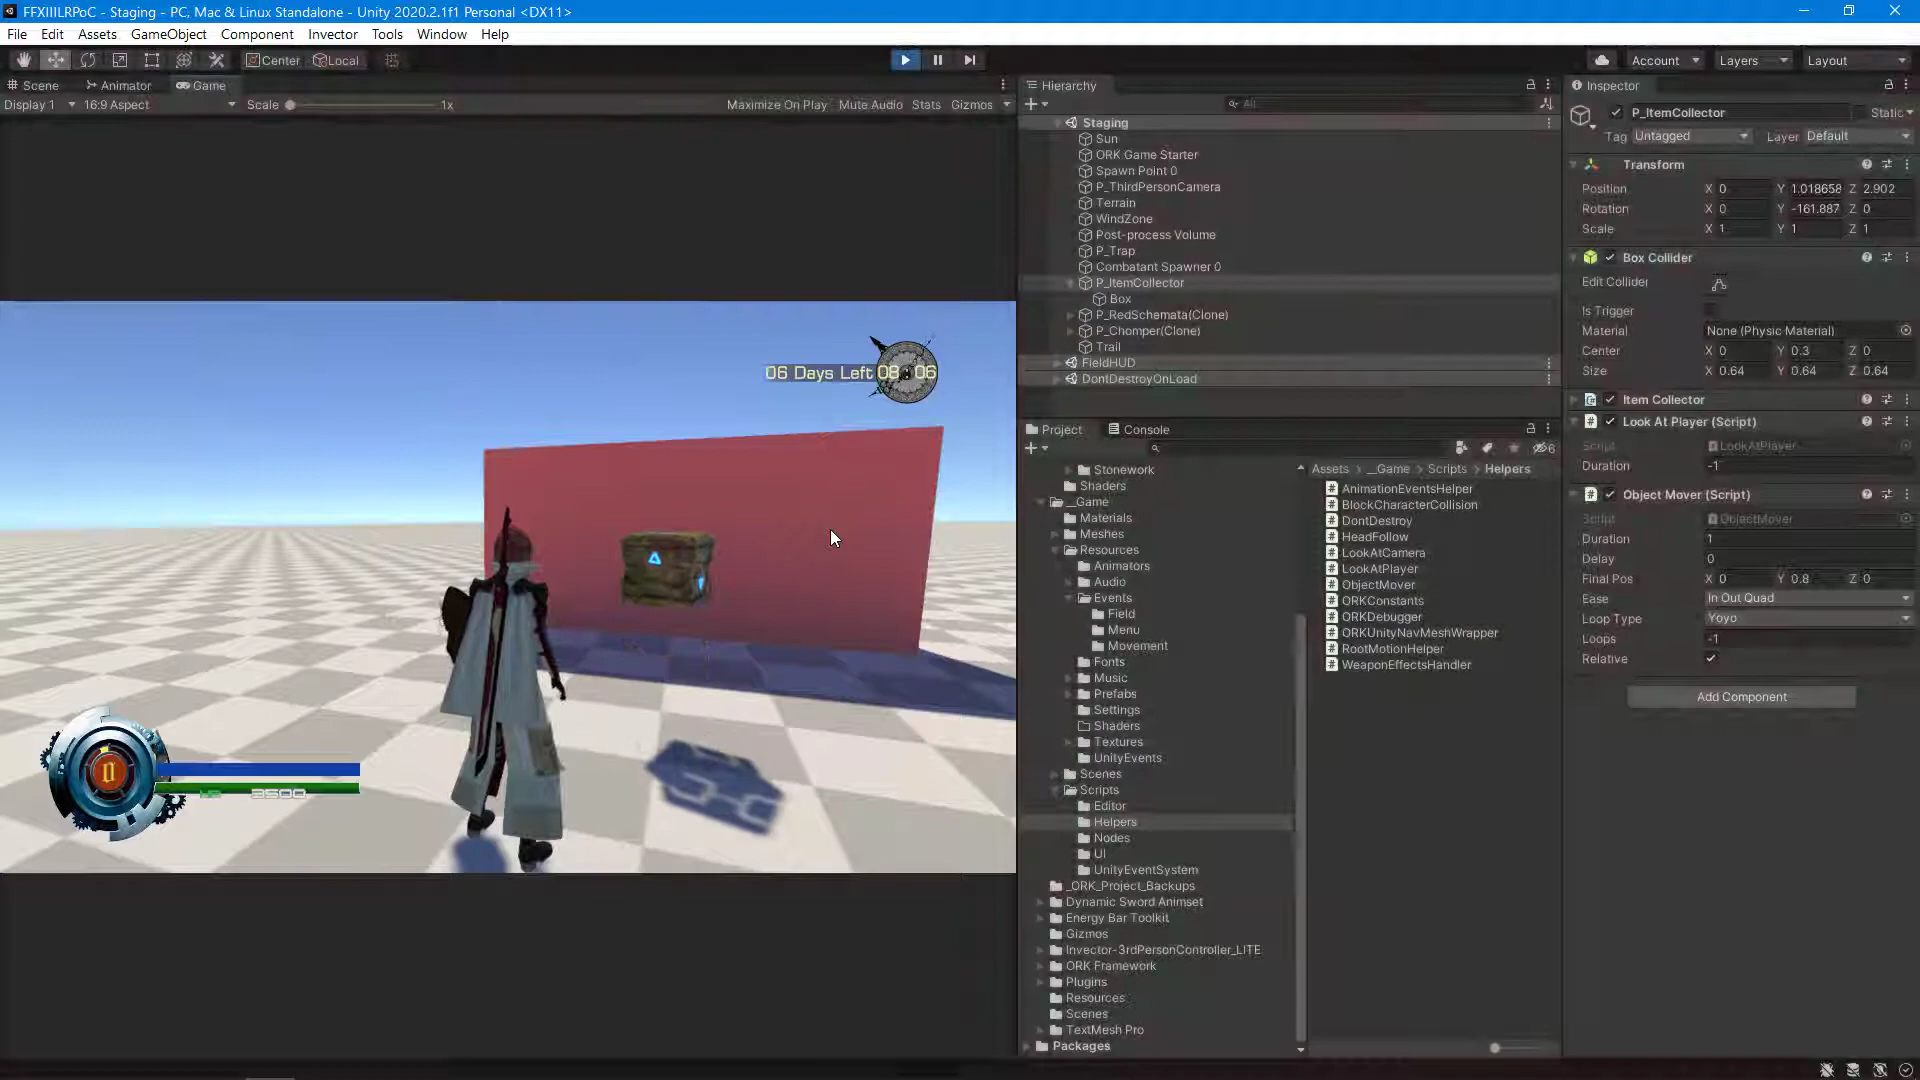 FFXIIILRPoC - Staging - PC, Mac & Linux Standalone - Unity 2020.2.1f1 Personal <DX11>
File Edit Assets GameObject Component Invector Tools Window Help
Center Local Account Layers Layout
Scene Animator Game
Display 1 16:9 Aspect Scale 1x Maximize On Play Mute Audio Stats Gizmos
06 Days Left 08 06
3500
Hierarchy
All
Staging
Sun
ORK Game Starter
Spawn Point 0
P_ThirdPersonCamera
Terrain
WindZone
Post-process Volume
P_Trap
Combatant Spawner 0
P_ItemCollector
Box
P_RedSchemata(Clone)
P_Chomper(Clone)
Trail
FieldHUD
DontDestroyOnLoad
Project Console
6
Stonework
Shaders
__Game
Materials
Meshes
Resources
Animators
Audio
Events
Field
Menu
Movement
Fonts
Music
Prefabs
Settings
Shaders
Textures
UnityEvents
Scenes
Scripts
Editor
Helpers
Nodes
UI
UnityEventSystem
_ORK_Project_Backups
Dynamic Sword Animset
Energy Bar Toolkit
Gizmos
Invector-3rdPersonController_LITE
ORK Framework
Plugins
Resources
Scenes
TextMesh Pro
Packages
Assets > __Game > Scripts > Helpers
AnimationEventsHelper
BlockCharacterCollision
DontDestroy
HeadFollow
LookAtCamera
LookAtPlayer
ObjectMover
ORKConstants
ORKDebugger
ORKUnityNavMeshWrapper
RootMotionHelper
WeaponEffectsHandler
Inspector
P_ItemCollector Static
Tag Untagged Layer Default
Transform
Position X 0 Y 1.018658 Z 2.902
Rotation X 0 Y -161.887 Z 0
Scale X 1 Y 1 Z 1
Box Collider
Edit Collider
Is Trigger
Material None (Physic Material)
Center X 0 Y 0.3 Z 0
Size X 0.64 Y 0.64 Z 0.64
Item Collector
Look At Player (Script)
Script LookAtPlayer
Duration -1
Object Mover (Script)
Script ObjectMover
Duration 1
Delay 0
Final Pos X 0 Y 0.8 Z 0
Ease In Out Quad
Loop Type Yoyo
Loops -1
Relative
Add Component